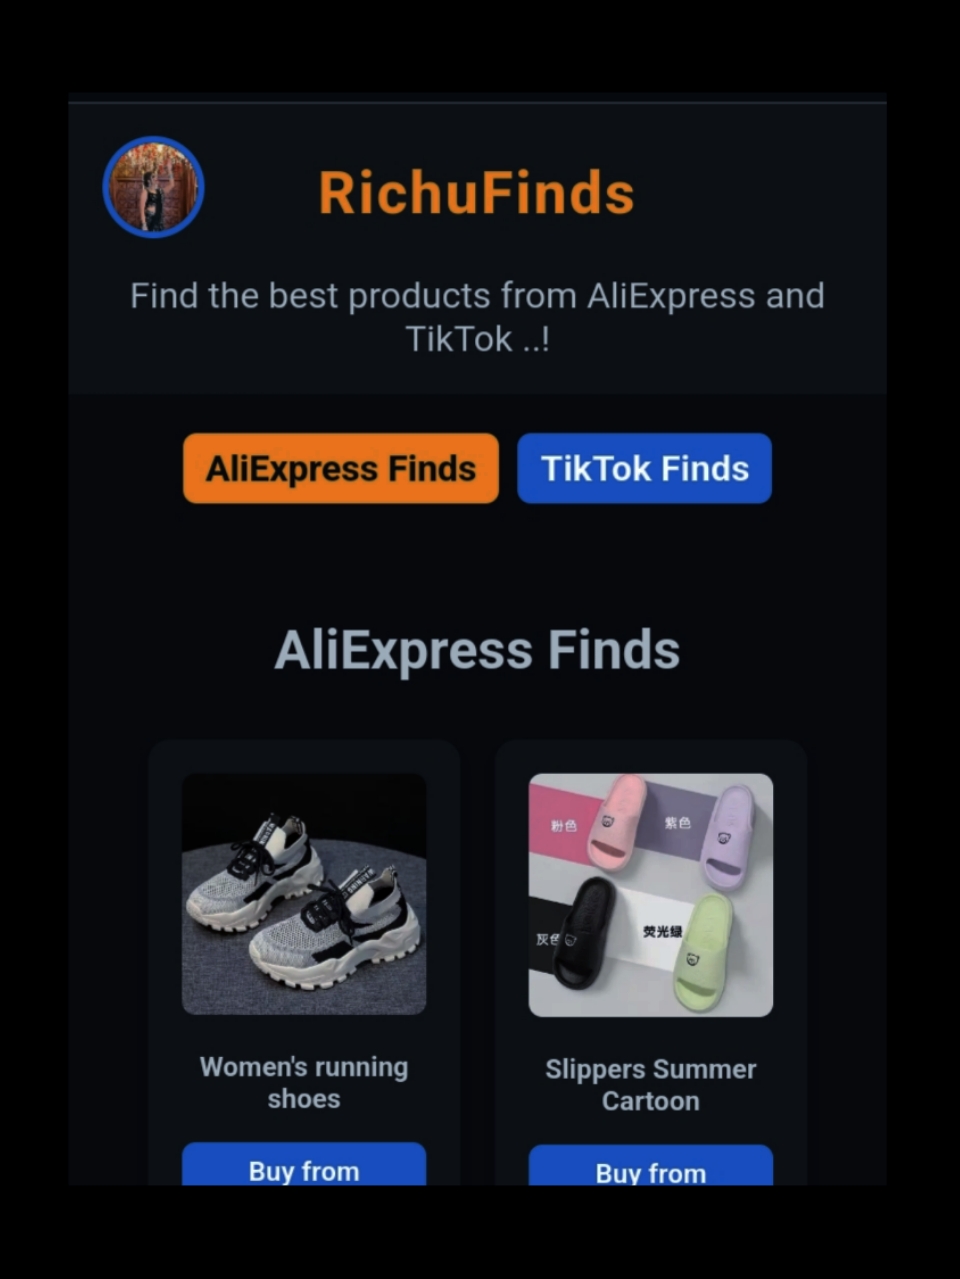 RichuFinds
Find the best products from AliExpress and
TikTok ..!
AliExpress Finds
TikTok Finds
AliExpress Finds
粉色
紫色
灰色
荧光绿
Women's running
shoes
Slippers Summer
Cartoon
Buy from
Buy from